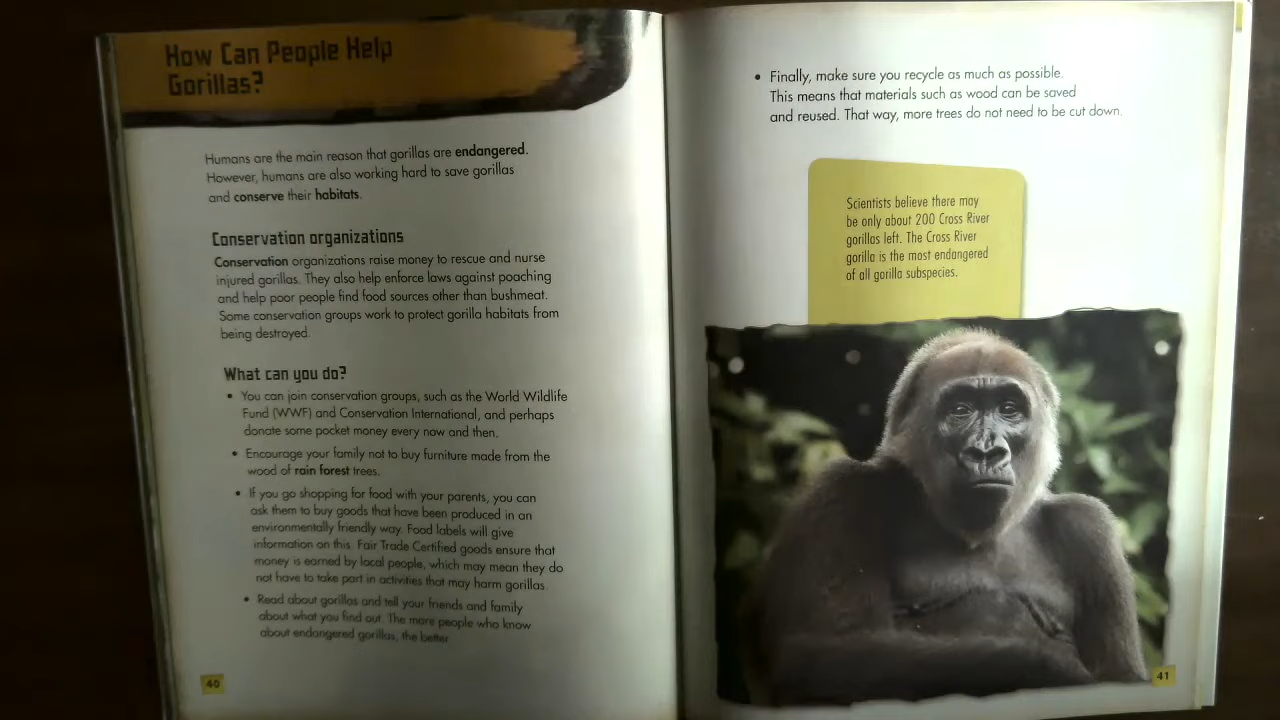 How Can People Help
Gorillas?
Humans are the main reason that gorillas are endangered.
However, humans are also working hard to save gorillas
and conserve their habitats.
Conservation organizations
Conservation organizations raise money to rescue and nurse
injured gorillas. They also help enforce laws against poaching
and help poor people find food sources other than bushmeat.
Some conservation groups work to protect gorilla habitats from
being destroyed.
What can you do?
• You can join conservation groups, such as the World Wildlife
Fund (WWF) and Conservation International, and perhaps
donate some pocket money every now and then.
• Encourage your family not to buy furniture made from the
wood of rain forest trees.
• If you go shopping for food with your parents, you can
ask them to buy goods that have been produced in an
environmentally friendly way. Food labels will give
information on this. Fair Trade Certified goods ensure that
money is earned by local people, which may mean they do
not have to take part in activities that may harm gorillas.
• Read about gorillas and tell your friends and family
about what you find out. The more people who know
about endangered gorillas, the better
40
• Finally, make sure you recycle as much as possible.
This means that materials such as wood can be saved
and reused. That way, more trees do not need to be cut down.
Scientists believe there may
be only about 200 Cross River
gorillas left. The Cross River
gorilla is the most endangered
of all gorilla subspecies.
41